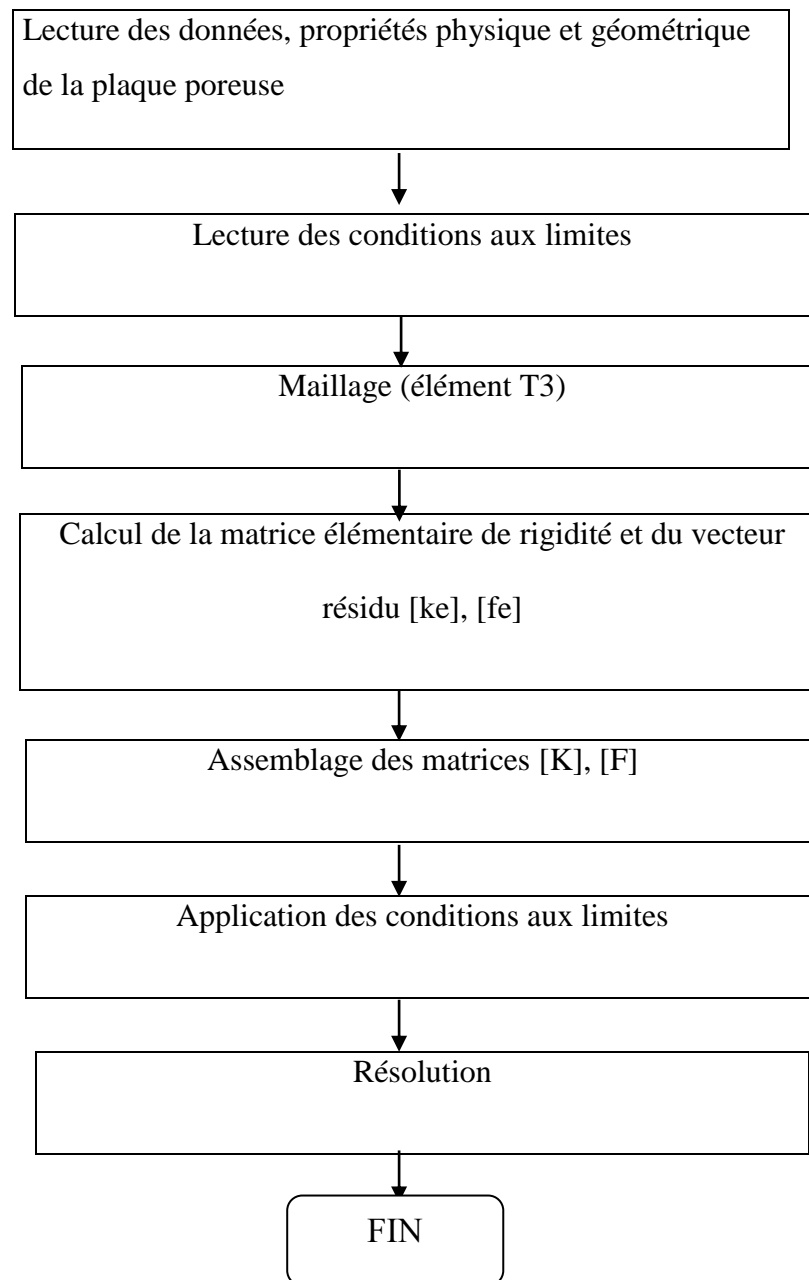 Lecture des données, propriétés physique et géométrique
de la plaque poreuse
Lecture des conditions aux limites
Maillage (élément T3)
Calcul de la matrice élémentaire de rigidité et du vecteur
résidu [ke], [fe]
Assemblage des matrices [K], [F]
Application des conditions aux limites
Résolution
FIN